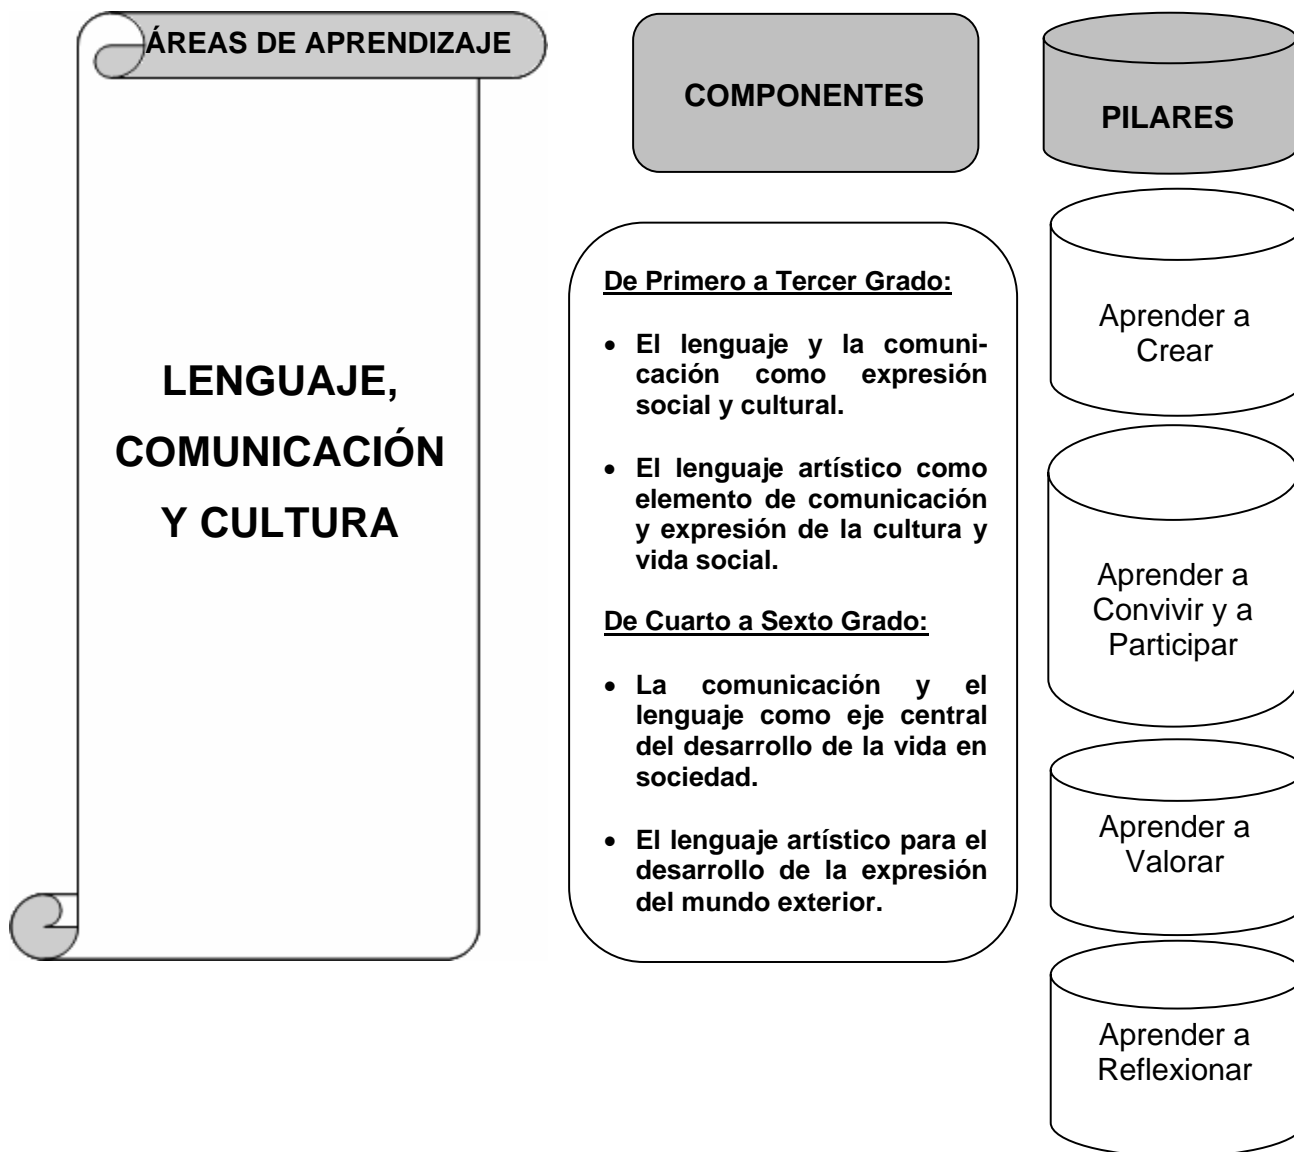 ÁREAS DE APRENDIZAJE
LENGUAJE,
COMUNICACIÓN
Y CULTURA
COMPONENTES
De Primero a Tercer Grado:
• El lenguaje y la comuni-
cación como expresión
social y cultural.
• El lenguaje artístico como
elemento de comunicación
y expresión de la cultura y
vida social.
De Cuarto a Sexto Grado:
• La comunicación y el
lenguaje como eje central
del desarrollo de la vida en
sociedad.
• El lenguaje artístico para el
desarrollo de la expresión
del mundo exterior.
PILARES
Aprender a
Crear
Aprender a
Convivir y a
Participar
Aprender a
Valorar
Aprender a
Reflexionar